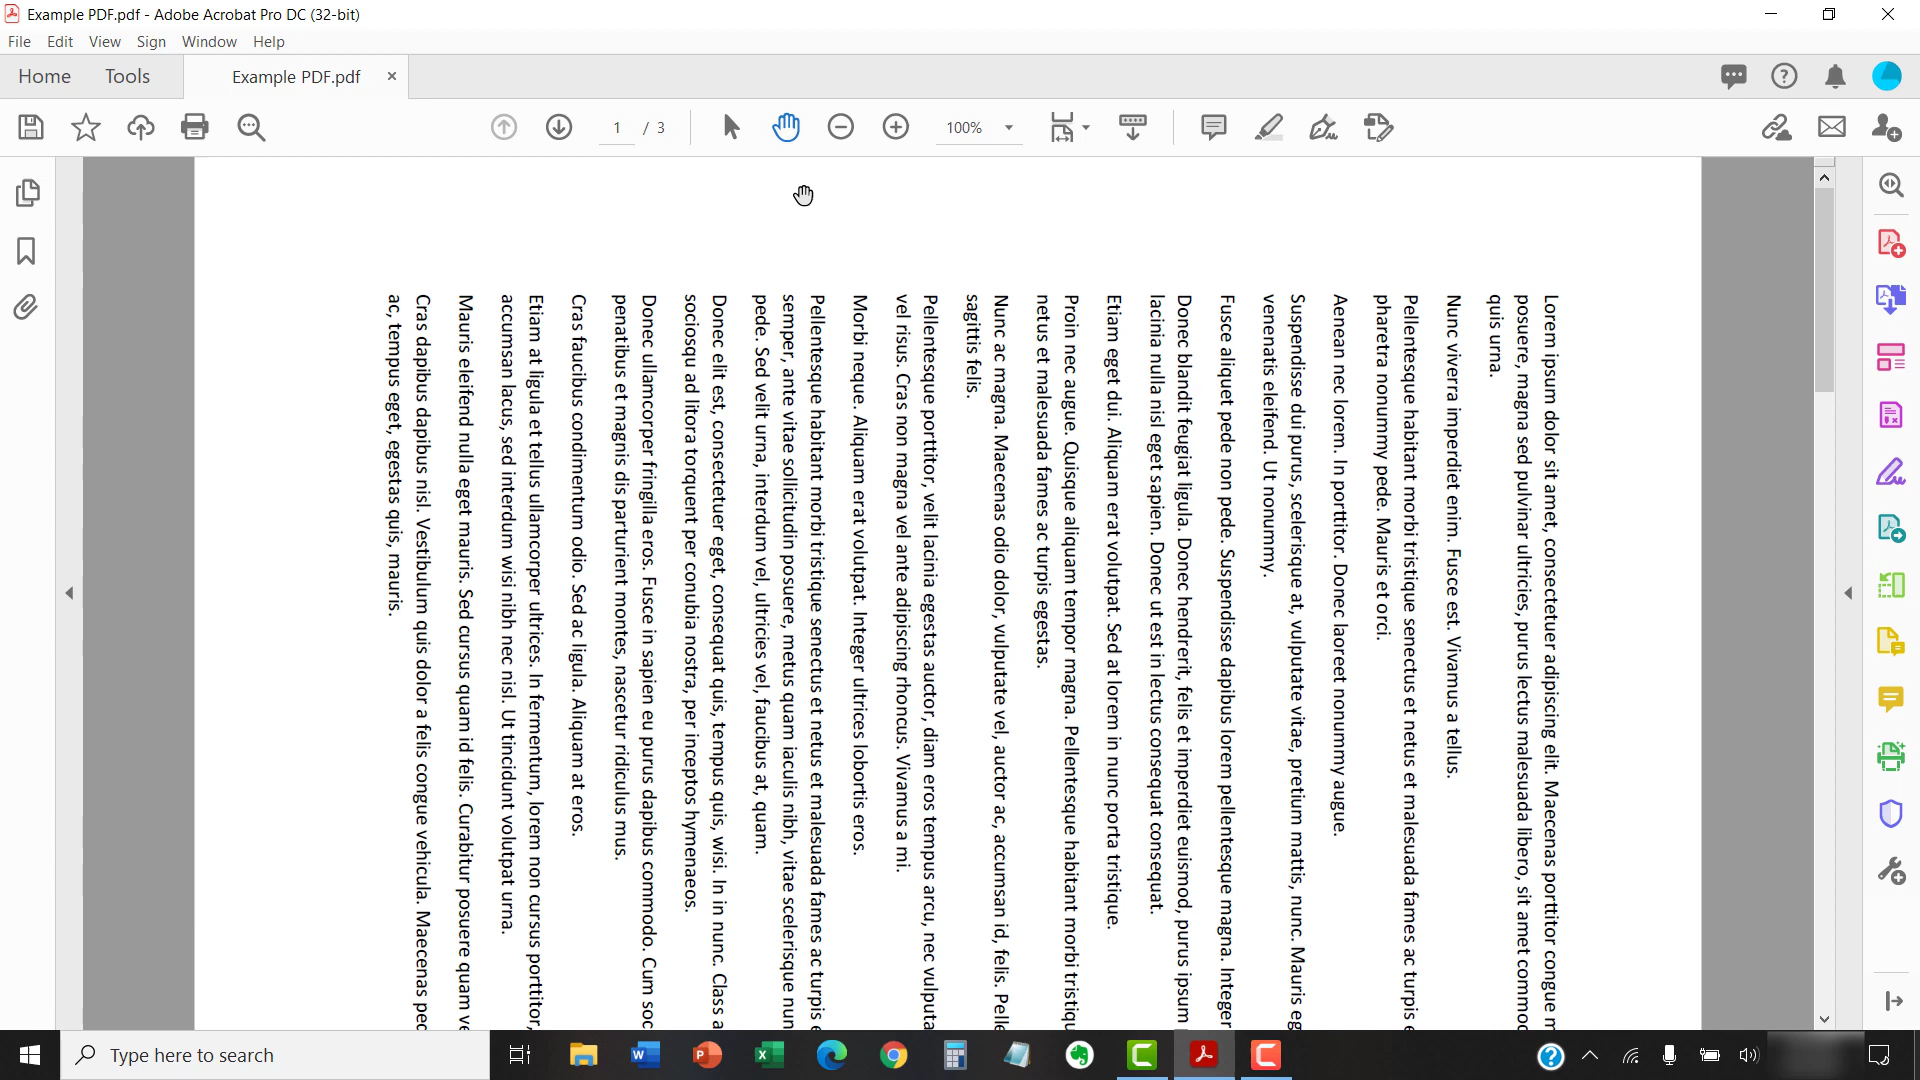 Example PDF.pdf - Adobe Acrobat Pro DC (32-bit)
File Edit View Sign Window Help
Home Tools Example PDF.pdf
1 / 3 100%
Lorem ipsum dolor sit amet, consectetuer adipiscing elit. Maecenas porttitor congue m
posuere, magna sed pulvinar ultricies, purus lectus malesuada libero, sit amet commod
quis urna.
Nunc viverra imperdiet enim. Fusce est. Vivamus a tellus.
Pellentesque habitant morbi tristique senectus et netus et malesuada fames ac turpis e
pharetra nonummy pede. Mauris et orci.
Aenean nec lorem. In porttitor. Donec laoreet nonummy augue.
Suspendisse dui purus, scelerisque at, vulputate vitae, pretium mattis, nunc. Mauris eg
venenatis eleifend. Ut nonummy.
Fusce aliquet pede non pede. Suspendisse dapibus lorem pellentesque magna. Integer
Donec blandit feugiat ligula. Donec hendrerit, felis et imperdiet euismod, purus ipsum
lacinia nulla nisl eget sapien. Donec ut est in lectus consequat consequat.
Etiam eget dui. Aliquam erat volutpat. Sed at lorem in nunc porta tristique.
Proin nec augue. Quisque aliquam tempor magna. Pellentesque habitant morbi tristiqu
netus et malesuada fames ac turpis egestas.
Nunc ac magna. Maecenas odio dolor, vulputate vel, auctor ac, accumsan id, felis. Pelle
sagittis felis.
Pellentesque porttitor, velit lacinia egestas auctor, diam eros tempus arcu, nec vulputa
vel risus. Cras non magna vel ante adipiscing rhoncus. Vivamus a mi.
Morbi neque. Aliquam erat volutpat. Integer ultrices lobortis eros.
Pellentesque habitant morbi tristique senectus et netus et malesuada fames ac turpis e
semper, ante vitae sollicitudin posuere, metus quam iaculis nibh, vitae scelerisque nun
pede. Sed velit urna, interdum vel, ultricies vel, faucibus at, quam.
Donec elit est, consectetuer eget, consequat quis, tempus quis, wisi. In in nunc. Class a
sociosqu ad litora torquent per conubia nostra, per inceptos hymenaeos.
Donec ullamcorper fringilla eros. Fusce in sapien eu purus dapibus commodo. Cum soc
penatibus et magnis dis parturient montes, nascetur ridiculus mus.
Cras faucibus condimentum odio. Sed ac ligula. Aliquam at eros.
Etiam at ligula et tellus ullamcorper ultrices. In fermentum, lorem non cursus porttitor,
accumsan lacus, sed interdum wisi nibh nec nisl. Ut tincidunt volutpat urna.
Mauris eleifend nulla eget mauris. Sed cursus quam id felis. Curabitur posuere quam ve
Cras dapibus dapibus nisl. Vestibulum quis dolor a felis congue vehicula. Maecenas ped
ac, tempus eget, egestas quis, mauris.
Type here to search